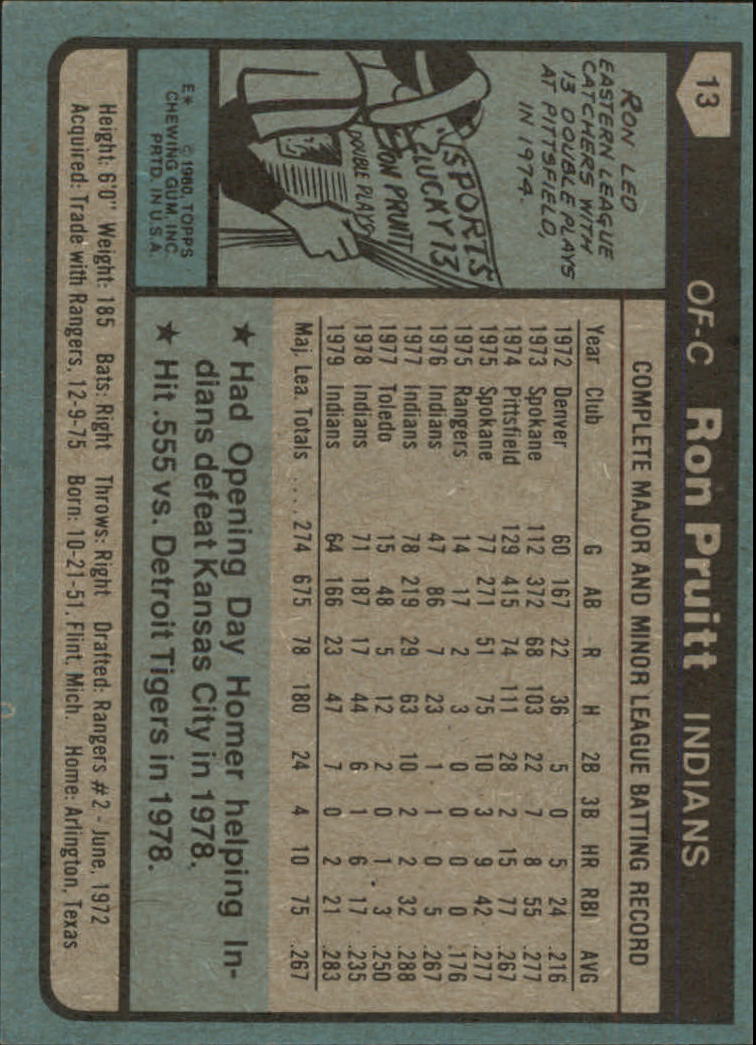 13
OF-C Ron Pruitt INDIANS
RON LED
EASTERN LEAGUE
CATCHERS WITH
13 DOUBLE PLAYS
AT PITTSFIELD,
IN 1974.
SPORTS
LUCKY 13
RON PRUITT
DOUBLE PLAYS
E* © 1980 TOPPS
CHEWING GUM, INC.
PRTD. IN U.S.A.
COMPLETE MAJOR AND MINOR LEAGUE BATTING RECORD
Year Club G AB R H 2B 3B HR RBI AVG
1972 Denver 60 167 22 36 5 0 5 24 .216
1973 Spokane 112 372 68 103 22 7 8 55 .277
1974 Pittsfield 129 415 74 111 28 2 15 77 .267
1975 Spokane 77 271 51 75 10 3 9 42 .277
1975 Rangers 14 17 2 3 0 0 0 0 .176
1976 Indians 47 86 7 23 1 1 0 5 .267
1977 Indians 78 219 29 63 10 2 2 32 .288
1977 Toledo 15 48 5 12 2 0 1 3 .250
1978 Indians 71 187 17 44 6 1 6 17 .235
1979 Indians 64 166 23 47 7 0 2 21 .283
Maj. Lea. Totals .... 274 675 78 180 24 4 10 75 .267
★ Had Opening Day Homer helping In-
dians defeat Kansas City in 1978.
★ Hit .555 vs. Detroit Tigers in 1978.
Height: 6'0" Weight: 185 Bats: Right Throws: Right Drafted: Rangers #2 - June, 1972
Acquired: Trade with Rangers, 12-9-75 Born: 10-21-51, Flint, Mich. Home: Arlington, Texas